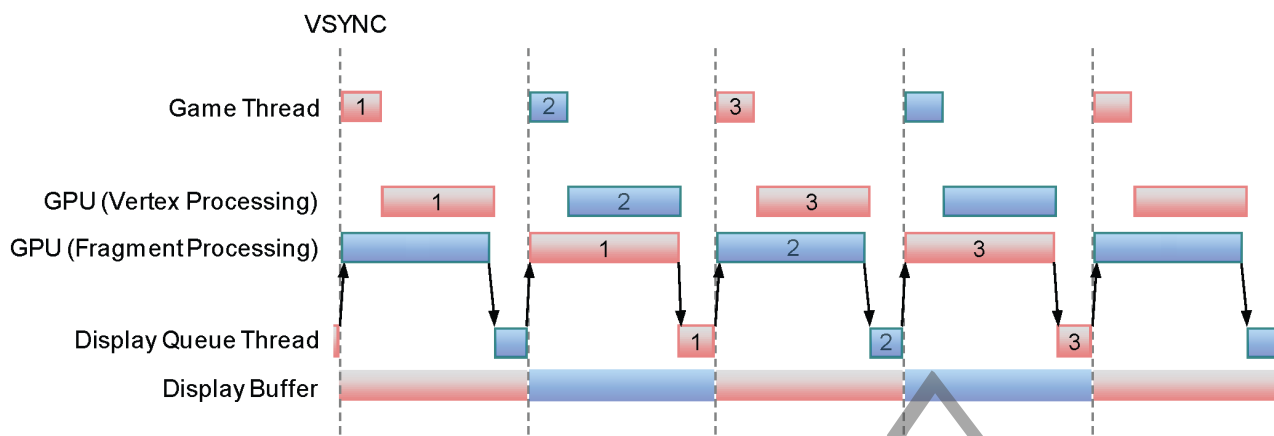 VSYNC
Game Thread
1
2
3
GPU (Vertex Processing)
1
2
3
GPU (Fragment Processing)
1
2
3
Display Queue Thread
1
2
3
Display Buffer